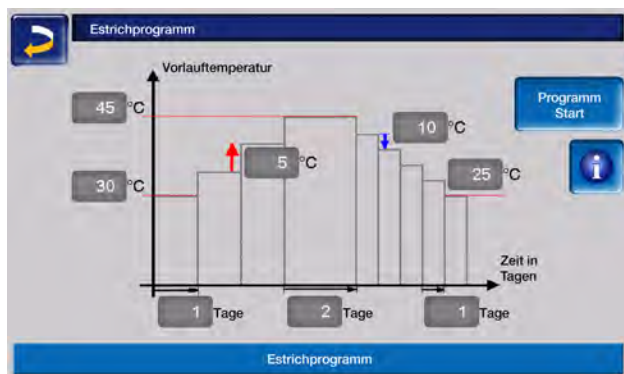 Estrichprogramm
Vorlauftemperatur
45 °C
10 °C
Programm
Start
5 °C
30 °C
25 °C
Zeit in
Tagen
1 Tage
2 Tage
1 Tage
Estrichprogramm